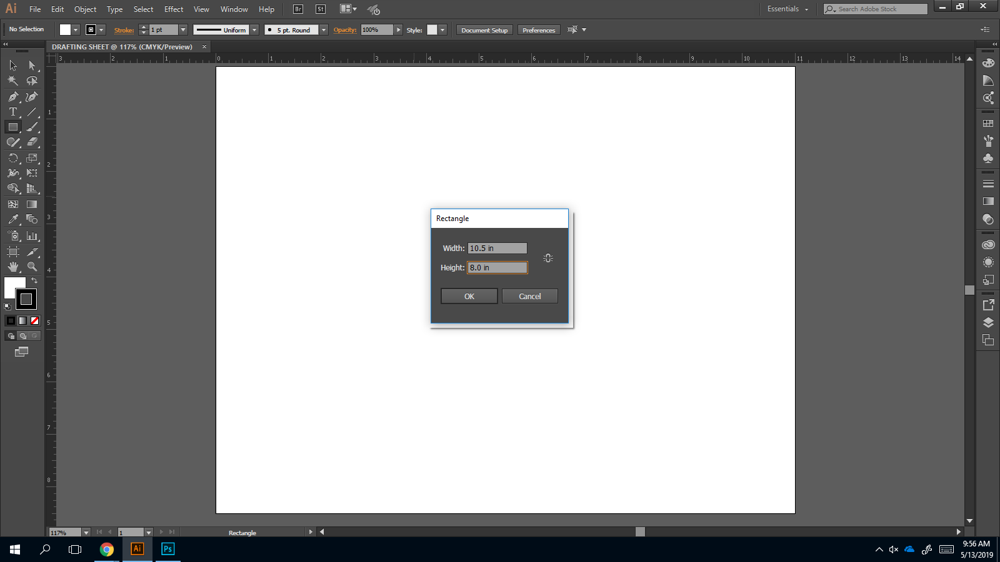 Ai File Edit Object Type Select Effect View Window Help Br St Essentials Search Adobe Stock
No Selection Stroke: 1 pt Uniform 5 pt. Round Opacity: 100% Style: Document Setup Preferences
DRAFTING SHEET @ 117% (CMYK/Preview) ×
3 2 1 0 1 2 3 4 5 6 7 8 9 10 11 12 13 14
1
2
3
4
5
6
7
8
T
Rectangle
Width: 10.5 in
Height: 8.0 in
OK Cancel
117% 1 Rectangle
Ai Ps
9:56 AM
5/13/2019